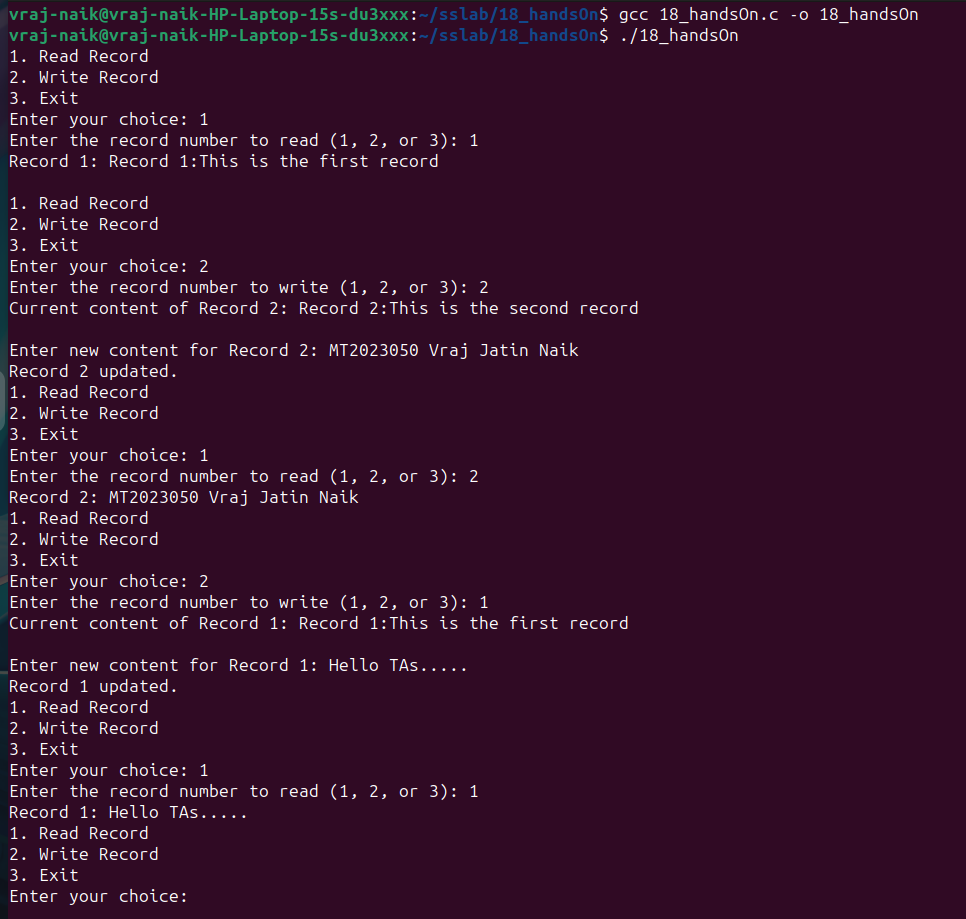 vraj-naik@vraj-naik-HP-Laptop-15s-du3xxx:~/sslab/18_handsOn$ gcc 18_handsOn.c -o 18_handsOn
vraj-naik@vraj-naik-HP-Laptop-15s-du3xxx:~/sslab/18_handsOn$ ./18_handsOn
1. Read Record
2. Write Record
3. Exit
Enter your choice: 1
Enter the record number to read (1, 2, or 3): 1
Record 1: Record 1:This is the first record

1. Read Record
2. Write Record
3. Exit
Enter your choice: 2
Enter the record number to write (1, 2, or 3): 2
Current content of Record 2: Record 2:This is the second record

Enter new content for Record 2: MT2023050 Vraj Jatin Naik
Record 2 updated.
1. Read Record
2. Write Record
3. Exit
Enter your choice: 1
Enter the record number to read (1, 2, or 3): 2
Record 2: MT2023050 Vraj Jatin Naik
1. Read Record
2. Write Record
3. Exit
Enter your choice: 2
Enter the record number to write (1, 2, or 3): 1
Current content of Record 1: Record 1:This is the first record

Enter new content for Record 1: Hello TAs.....
Record 1 updated.
1. Read Record
2. Write Record
3. Exit
Enter your choice: 1
Enter the record number to read (1, 2, or 3): 1
Record 1: Hello TAs.....
1. Read Record
2. Write Record
3. Exit
Enter your choice: